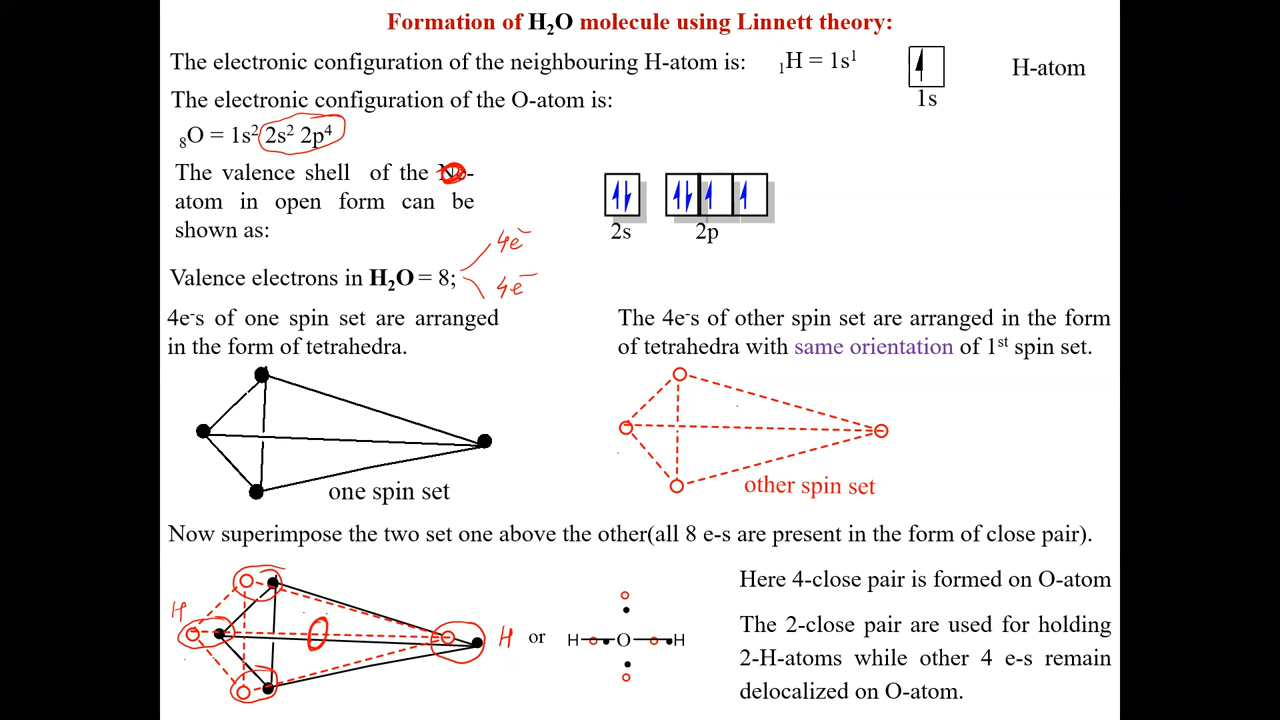 Formation of H₂O molecule using Linnett theory:
The electronic configuration of the neighbouring H-atom is: ₁H = 1s¹ H-atom
1s
The electronic configuration of the O-atom is:
₈O = 1s² 2s² 2p⁴
The valence shell of the -
atom in open form can be
shown as:
2s 2p
4e⁻
Valence electrons in H₂O = 8;
4e⁻
4e⁻s of one spin set are arranged
in the form of tetrahedra.
The 4e⁻s of other spin set are arranged in the form
of tetrahedra with same orientation of 1ˢᵗ spin set.
one spin set
other spin set
Now superimpose the two set one above the other(all 8 e-s are present in the form of close pair).
H O H or H O H
Here 4-close pair is formed on O-atom
The 2-close pair are used for holding
2-H-atoms while other 4 e-s remain
delocalized on O-atom.